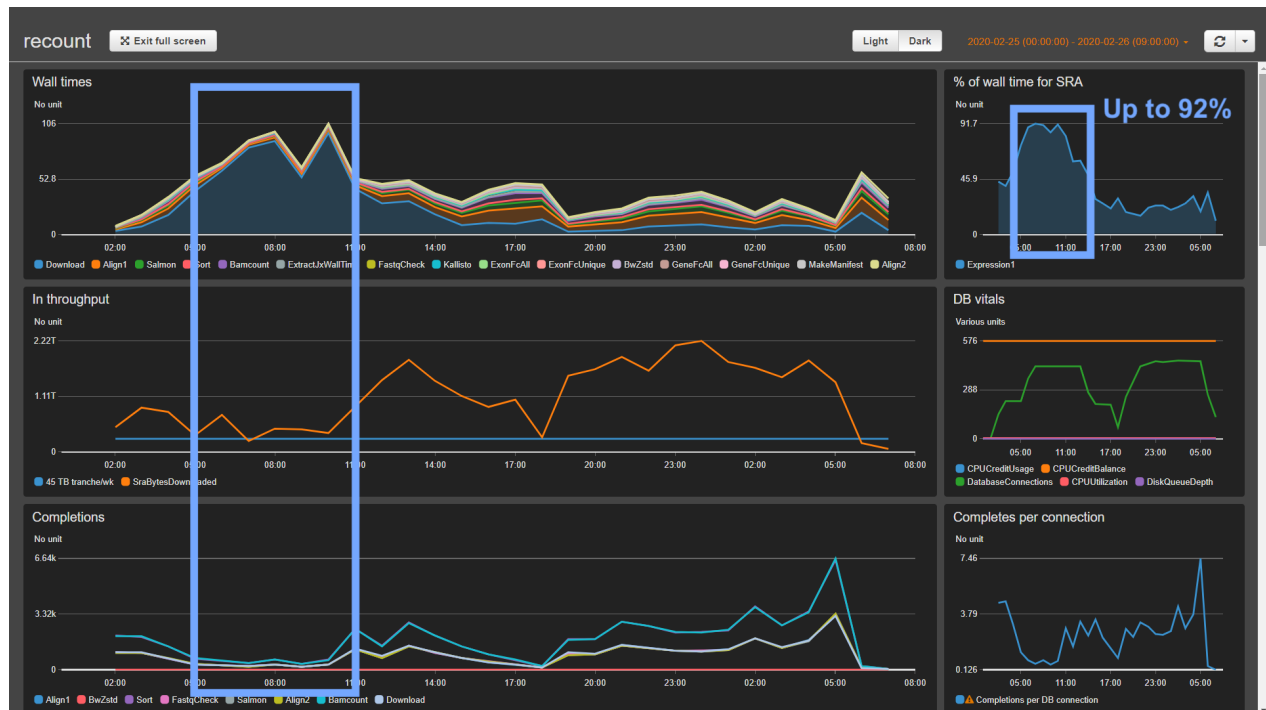 recount
Exit full screen
Light Dark
2020-02-25 (00:00:00) - 2020-02-26 (09:00:00)
Wall times
No unit
106
52.8
0
02:00 05:00 08:00 11:00 14:00 17:00 20:00 23:00 02:00 05:00 08:00
Download Align1 Salmon Sort Bamcount ExtractJxWallTim FastqCheck Kallisto ExonFcAll ExonFcUnique BwZstd GeneFcAll GeneFcUnique MakeManifest Align2
% of wall time for SRA
No unit
Up to 92%
91.7
45.9
0
5:00 11:00 17:00 23:00 05:00
Expression1
In throughput
No unit
2.22T
1.11T
0
02:00 05:00 08:00 11:00 14:00 17:00 20:00 23:00 02:00 05:00 08:00
45 TB tranche/wk SraBytesDownloaded
DB vitals
Various units
576
288
0
05:00 11:00 17:00 23:00 05:00
CPUCreditUsage CPUCreditBalance
DatabaseConnections CPUUtilization DiskQueueDepth
Completions
No unit
6.64k
3.32k
0
02:00 05:00 08:00 11:00 14:00 17:00 20:00 23:00 02:00 05:00 08:00
Align1 BwZstd Sort FastqCheck Salmon Align2 Bamcount Download
Completes per connection
No unit
7.46
3.79
0.126
05:00 11:00 17:00 23:00 05:00
Completions per DB connection